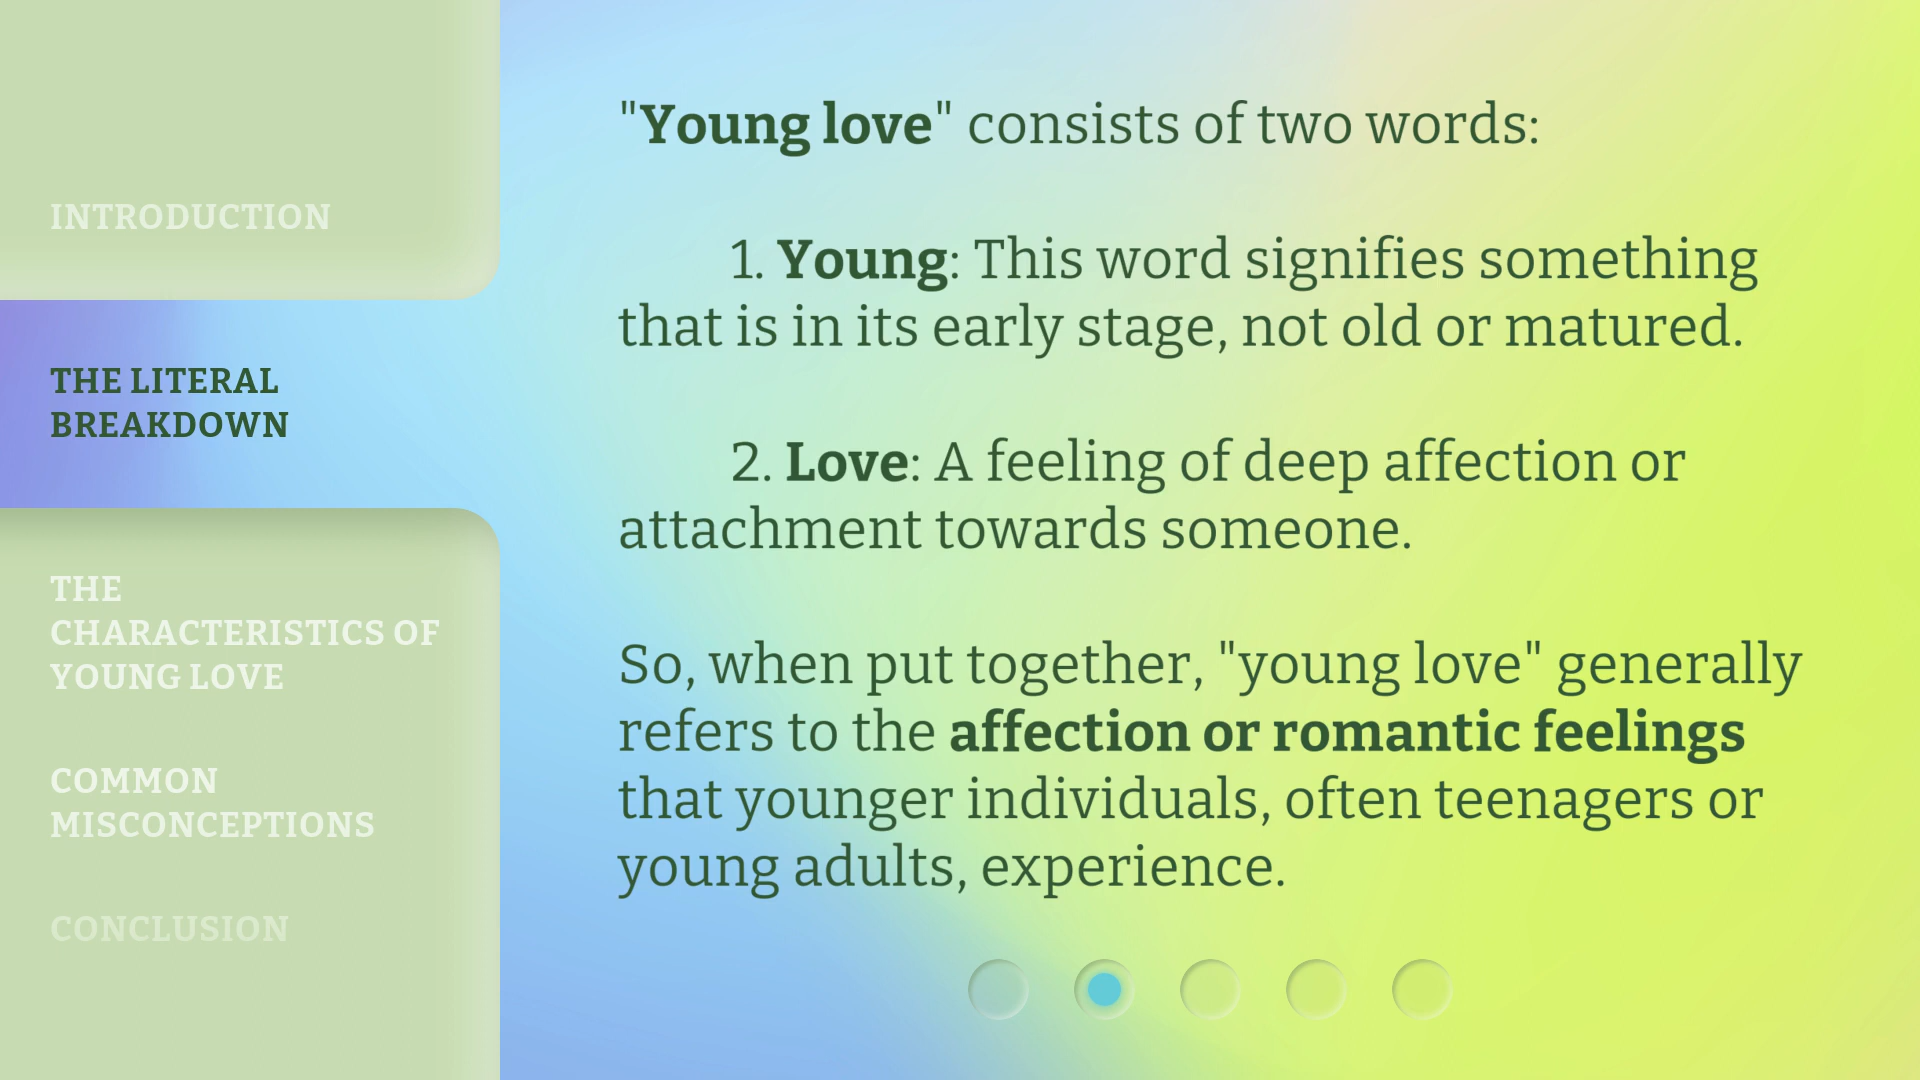 INTRODUCTION
THE LITERAL
BREAKDOWN
THE
CHARACTERISTICS OF
YOUNG LOVE
COMMON
MISCONCEPTIONS
CONCLUSION
"Young love" consists of two words:
1. Young: This word signifies something
that is in its early stage, not old or matured.
2. Love: A feeling of deep affection or
attachment towards someone.
So, when put together, "young love" generally
refers to the affection or romantic feelings
that younger individuals, often teenagers or
young adults, experience.